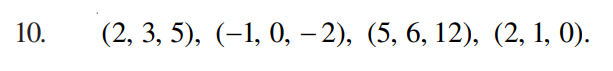 10. (2, 3, 5), (−1, 0, − 2), (5, 6, 12), (2, 1, 0).